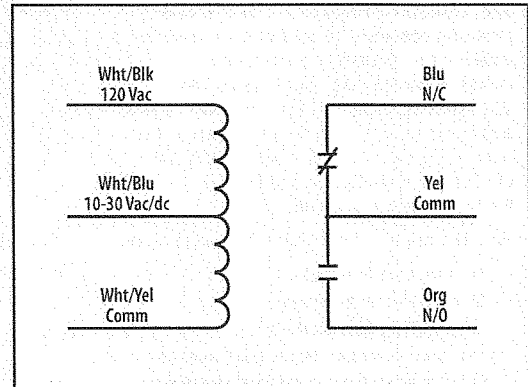 Wht/Blk
120 Vac
Wht/Blu
10-30 Vac/dc
Wht/Yel
Comm
Blu
N/C
Yel
Comm
Org
N/O